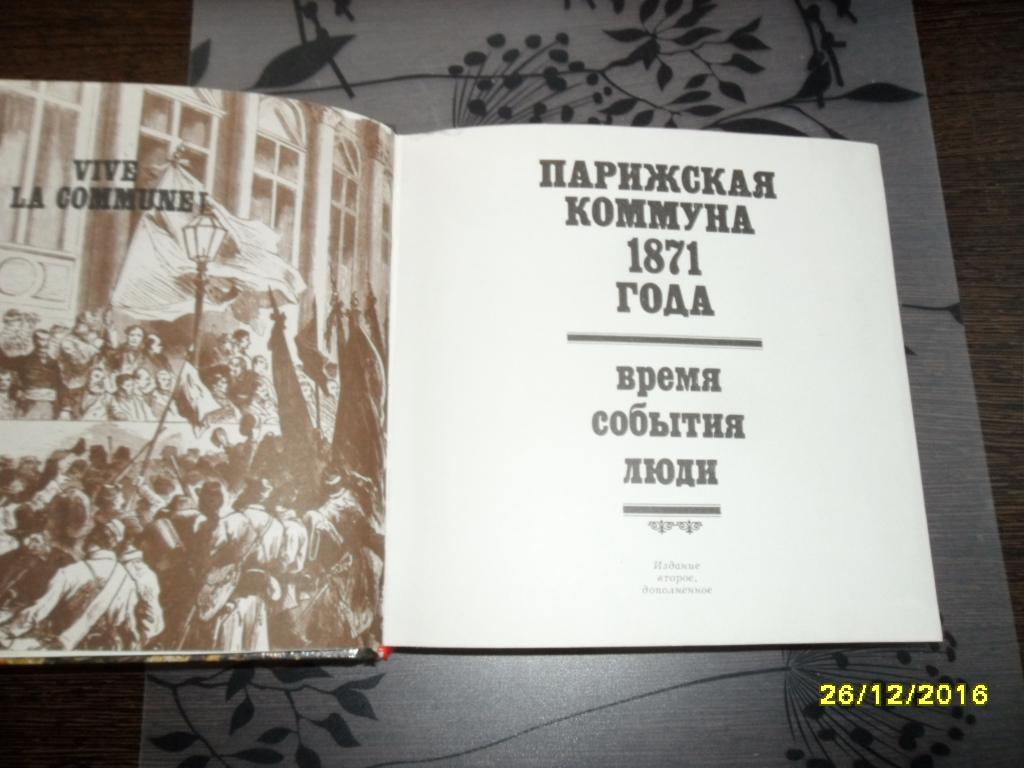 VIVE
LA COMMUNE!
ПАРИЖСКАЯ
КОММУНА
1871
ГОДА
время
события
люди
Издание
второе,
дополненное
26/12/2016